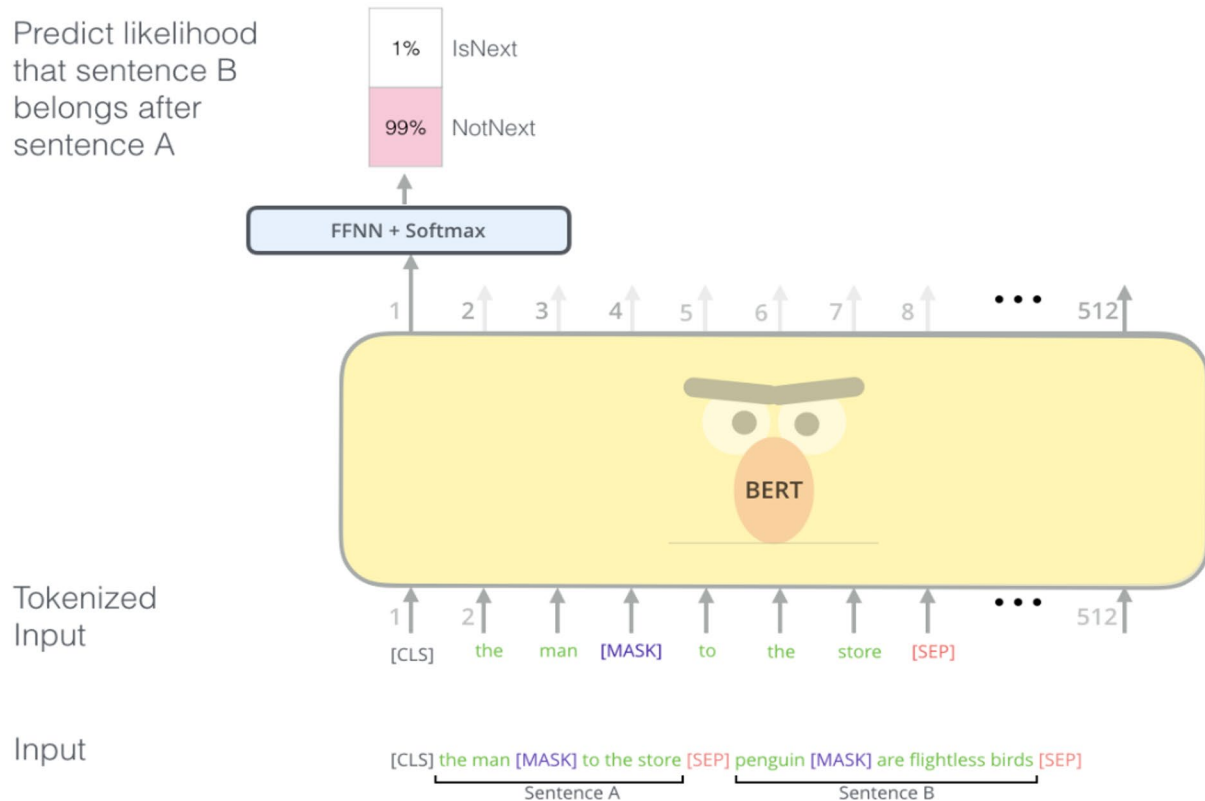 Predict likelihood
that sentence B
belongs after
sentence A
1% IsNext
99% NotNext
FFNN + Softmax
1 2 3 4 5 6 7 8 ••• 512
BERT
Tokenized
Input
1 2 ••• 512
[CLS] the man [MASK] to the store [SEP]
Input
[CLS] the man [MASK] to the store [SEP] penguin [MASK] are flightless birds [SEP]
Sentence A Sentence B